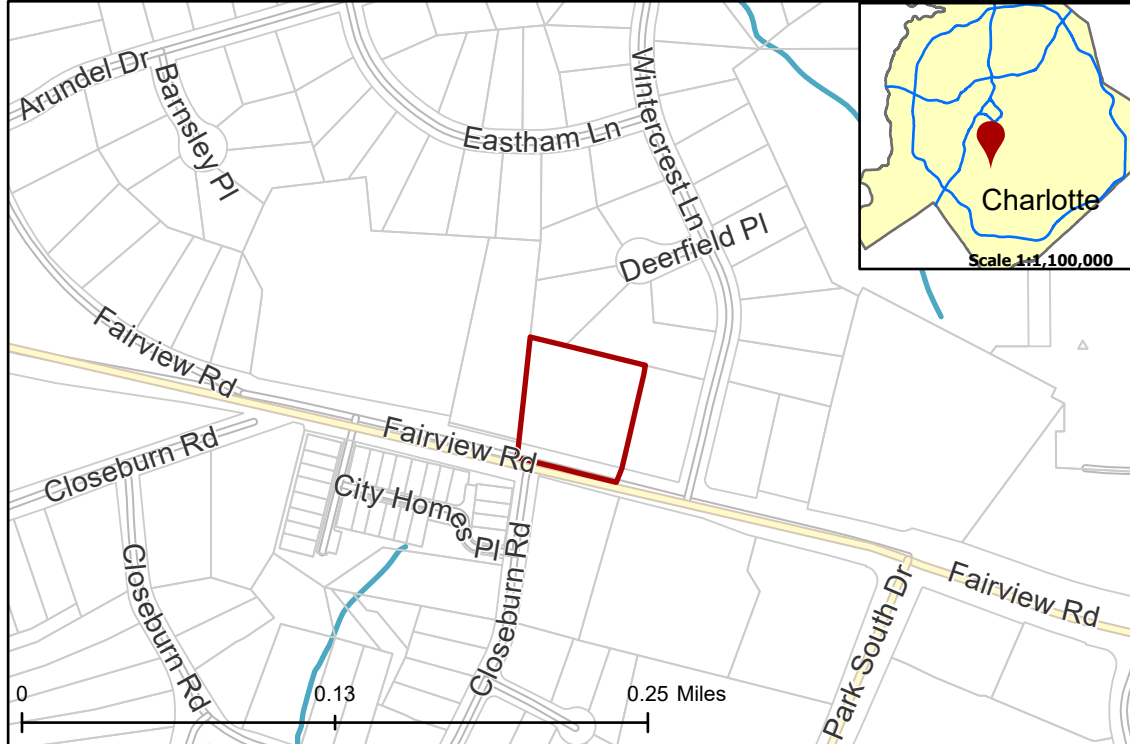 Arundel Dr
Barnsley Pl
Eastham Ln
Wintercrest Ln
Deerfield Pl
Charlotte
Scale 1:1,100,000
Fairview Rd
Fairview Rd
Closeburn Rd
City Homes Pl
Closeburn Rd
Closeburn Rd
Fairview Rd
Park South Dr
0
0.13
0.25 Miles